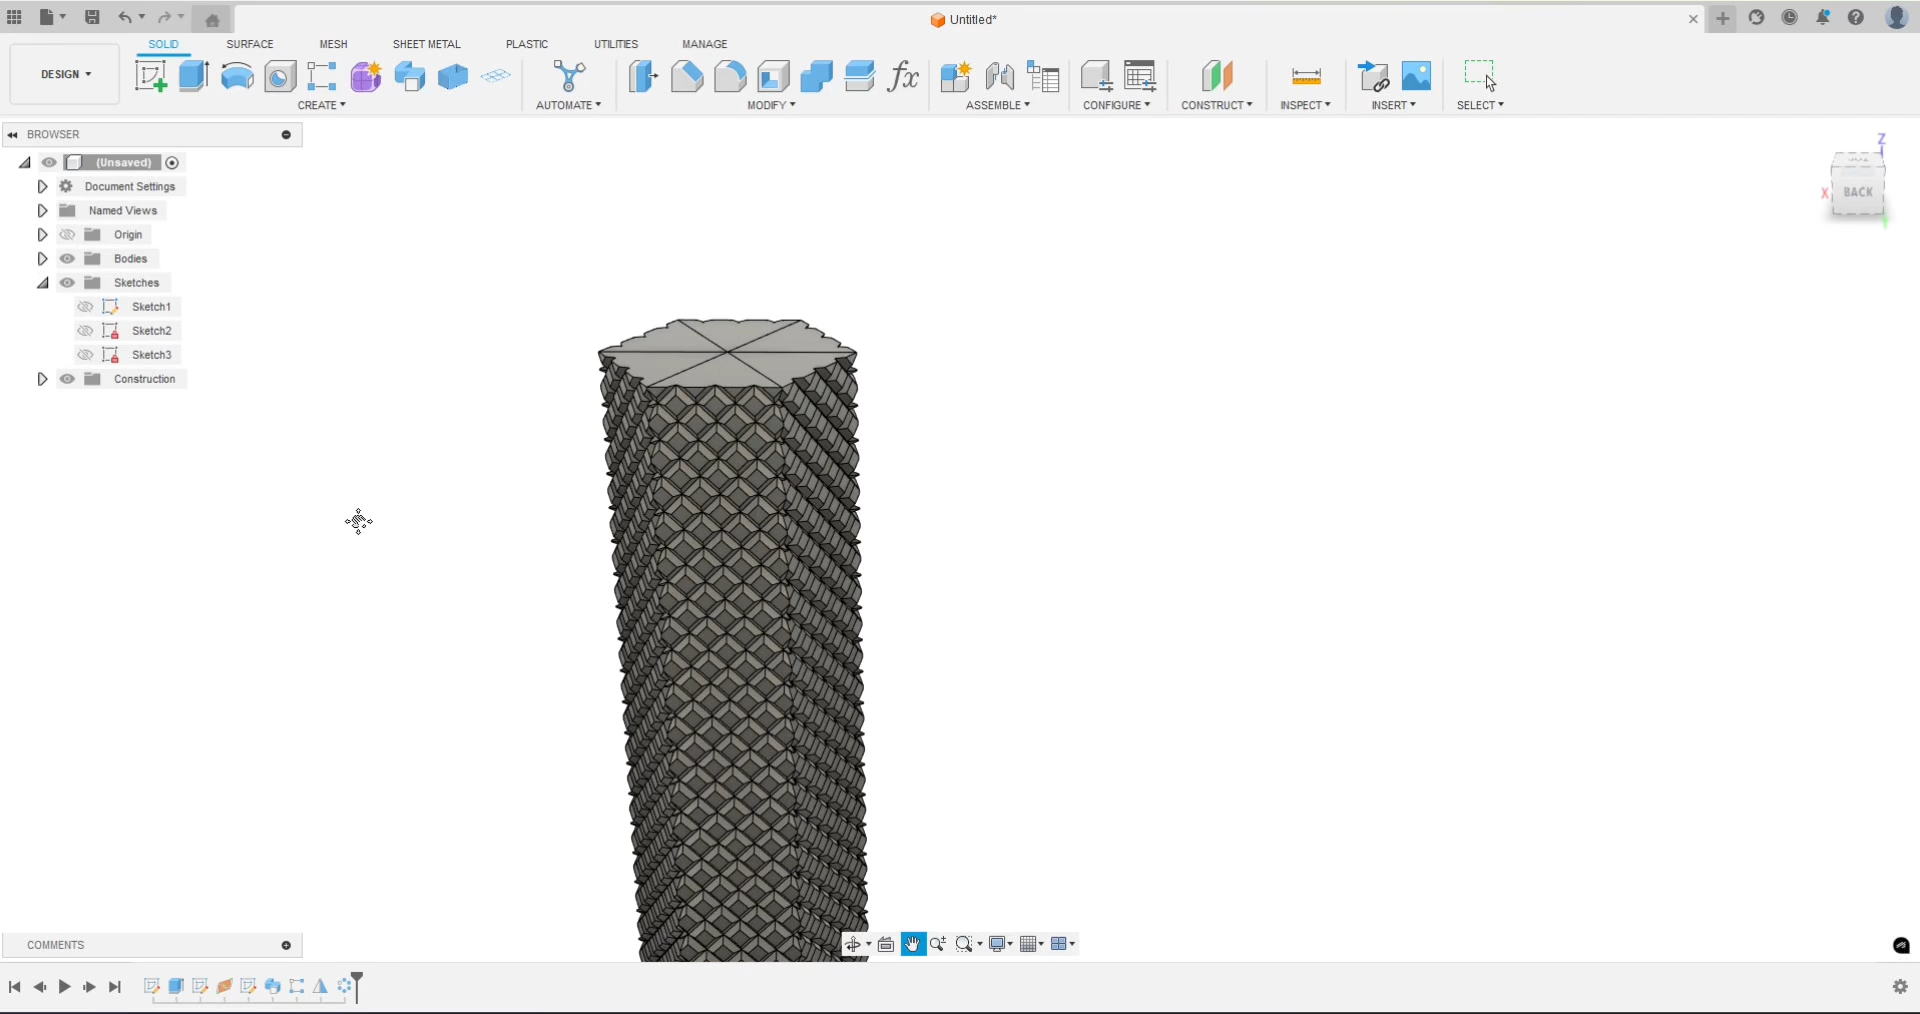 Untitled*
SOLID SURFACE MESH SHEET METAL PLASTIC UTILITIES MANAGE
DESIGN
fx
CREATE AUTOMATE MODIFY ASSEMBLE CONFIGURE CONSTRUCT INSPECT INSERT SELECT
BROWSER
(Unsaved)
Document Settings
Named Views
Origin
Bodies
Sketches
Sketch1
Sketch2
Sketch3
Construction
Z
X
BACK
COMMENTS